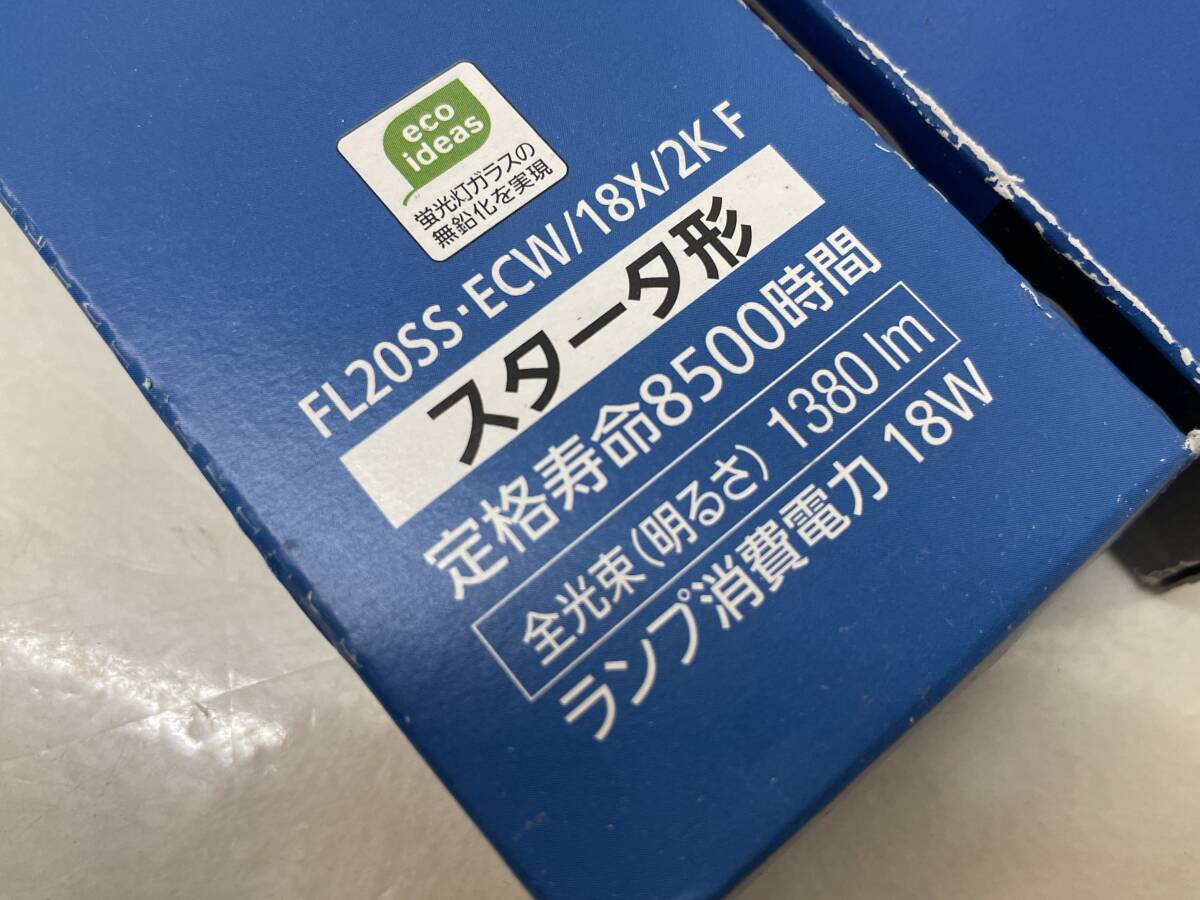 eco
ideas
蛍光灯ガラスの
無鉛化を実現
FL20SS·ECW/18X/2K F
スタータ形
定格寿命8500時間
全光束(明るさ) 1380 lm
ランプ消費電力 18W